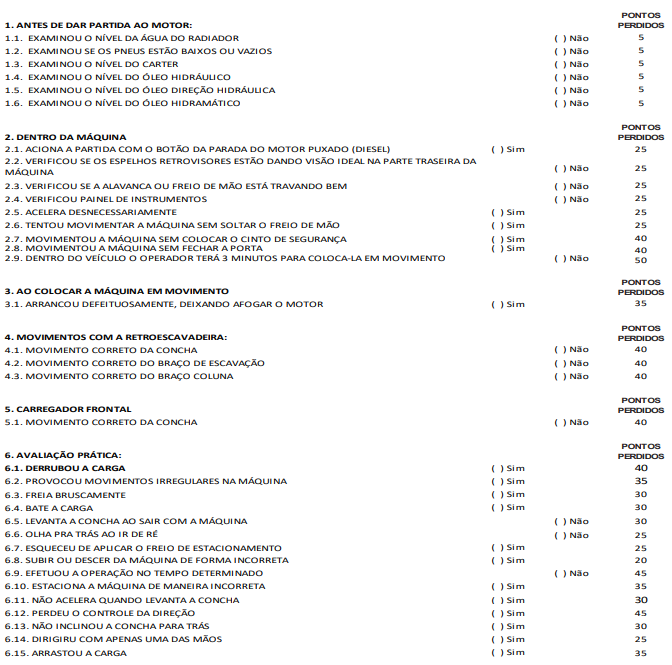 PONTOS
1. ANTES DE DAR PARTIDA AO MOTOR: PERDIDOS
1.1. EXAMINOU O NÍVEL DA ÁGUA DO RADIADOR ( ) Não 5
1.2. EXAMINOU SE OS PNEUS ESTÃO BAIXOS OU VAZIOS ( ) Não 5
1.3. EXAMINOU O NÍVEL DO CARTER ( ) Não 5
1.4. EXAMINOU O NÍVEL DO ÓLEO HIDRÁULICO ( ) Não 5
1.5. EXAMINOU O NÍVEL DO ÓLEO DIREÇÃO HIDRÁULICA ( ) Não 5
1.6. EXAMINOU O NÍVEL DO ÓLEO HIDRAMÁTICO ( ) Não 5
PONTOS
2. DENTRO DA MÁQUINA PERDIDOS
2.1. ACIONA A PARTIDA COM O BOTÃO DA PARADA DO MOTOR PUXADO (DIESEL) ( ) Sim 25
2.2. VERIFICOU SE OS ESPELHOS RETROVISORES ESTÃO DANDO VISÃO IDEAL NA PARTE TRASEIRA DA
MÁQUINA ( ) Não 25
2.3. VERIFICOU SE A ALAVANCA OU FREIO DE MÃO ESTÁ TRAVANDO BEM ( ) Não 25
2.4. VERIFICOU PAINEL DE INSTRUMENTOS ( ) Não 25
2.5. ACELERA DESNECESSARIAMENTE ( ) Sim 25
2.6. TENTOU MOVIMENTAR A MÁQUINA SEM SOLTAR O FREIO DE MÃO ( ) Sim 25
2.7. MOVIMENTOU A MÁQUINA SEM COLOCAR O CINTO DE SEGURANÇA ( ) Sim 40
2.8. MOVIMENTOU A MÁQUINA SEM FECHAR A PORTA ( ) Sim 40
2.9. DENTRO DO VEÍCULO O OPERADOR TERÁ 3 MINUTOS PARA COLOCA-LA EM MOVIMENTO ( ) Não 50
PONTOS
3. AO COLOCAR A MÁQUINA EM MOVIMENTO PERDIDOS
3.1. ARRANCOU DEFEITUOSAMENTE, DEIXANDO AFOGAR O MOTOR ( ) Sim 35
PONTOS
4. MOVIMENTOS COM A RETROESCAVADEIRA: PERDIDOS
4.1. MOVIMENTO CORRETO DA CONCHA ( ) Não 40
4.2. MOVIMENTO CORRETO DO BRAÇO DE ESCAVAÇÃO ( ) Não 40
4.3. MOVIMENTO CORRETO DO BRAÇO COLUNA ( ) Não 40
PONTOS
5. CARREGADOR FRONTAL PERDIDOS
5.1. MOVIMENTO CORRETO DA CONCHA ( ) Não 40
PONTOS
6. AVALIAÇÃO PRÁTICA: PERDIDOS
6.1. DERRUBOU A CARGA ( ) Sim 40
6.2. PROVOCOU MOVIMENTOS IRREGULARES NA MÁQUINA ( ) Sim 35
6.3. FREIA BRUSCAMENTE ( ) Sim 30
6.4. BATE A CARGA ( ) Sim 30
6.5. LEVANTA A CONCHA AO SAIR COM A MÁQUINA ( ) Não 30
6.6. OLHA PRA TRÁS AO IR DE RÉ ( ) Não 25
6.7. ESQUECEU DE APLICAR O FREIO DE ESTACIONAMENTO ( ) Sim 25
6.8. SUBIR OU DESCER DA MÁQUINA DE FORMA INCORRETA ( ) Sim 20
6.9. EFETUOU A OPERAÇÃO NO TEMPO DETERMINADO ( ) Não 45
6.10. ESTACIONA A MÁQUINA DE MANEIRA INCORRETA ( ) Sim 35
6.11. NÃO ACELERA QUANDO LEVANTA A CONCHA ( ) Sim 30
6.12. PERDEU O CONTROLE DA DIREÇÃO ( ) Sim 45
6.13. NÃO INCLINOU A CONCHA PARA TRÁS ( ) Sim 30
6.14. DIRIGIRU COM APENAS UMA DAS MÃOS ( ) Sim 25
6.15. ARRASTOU A CARGA ( ) Sim 35